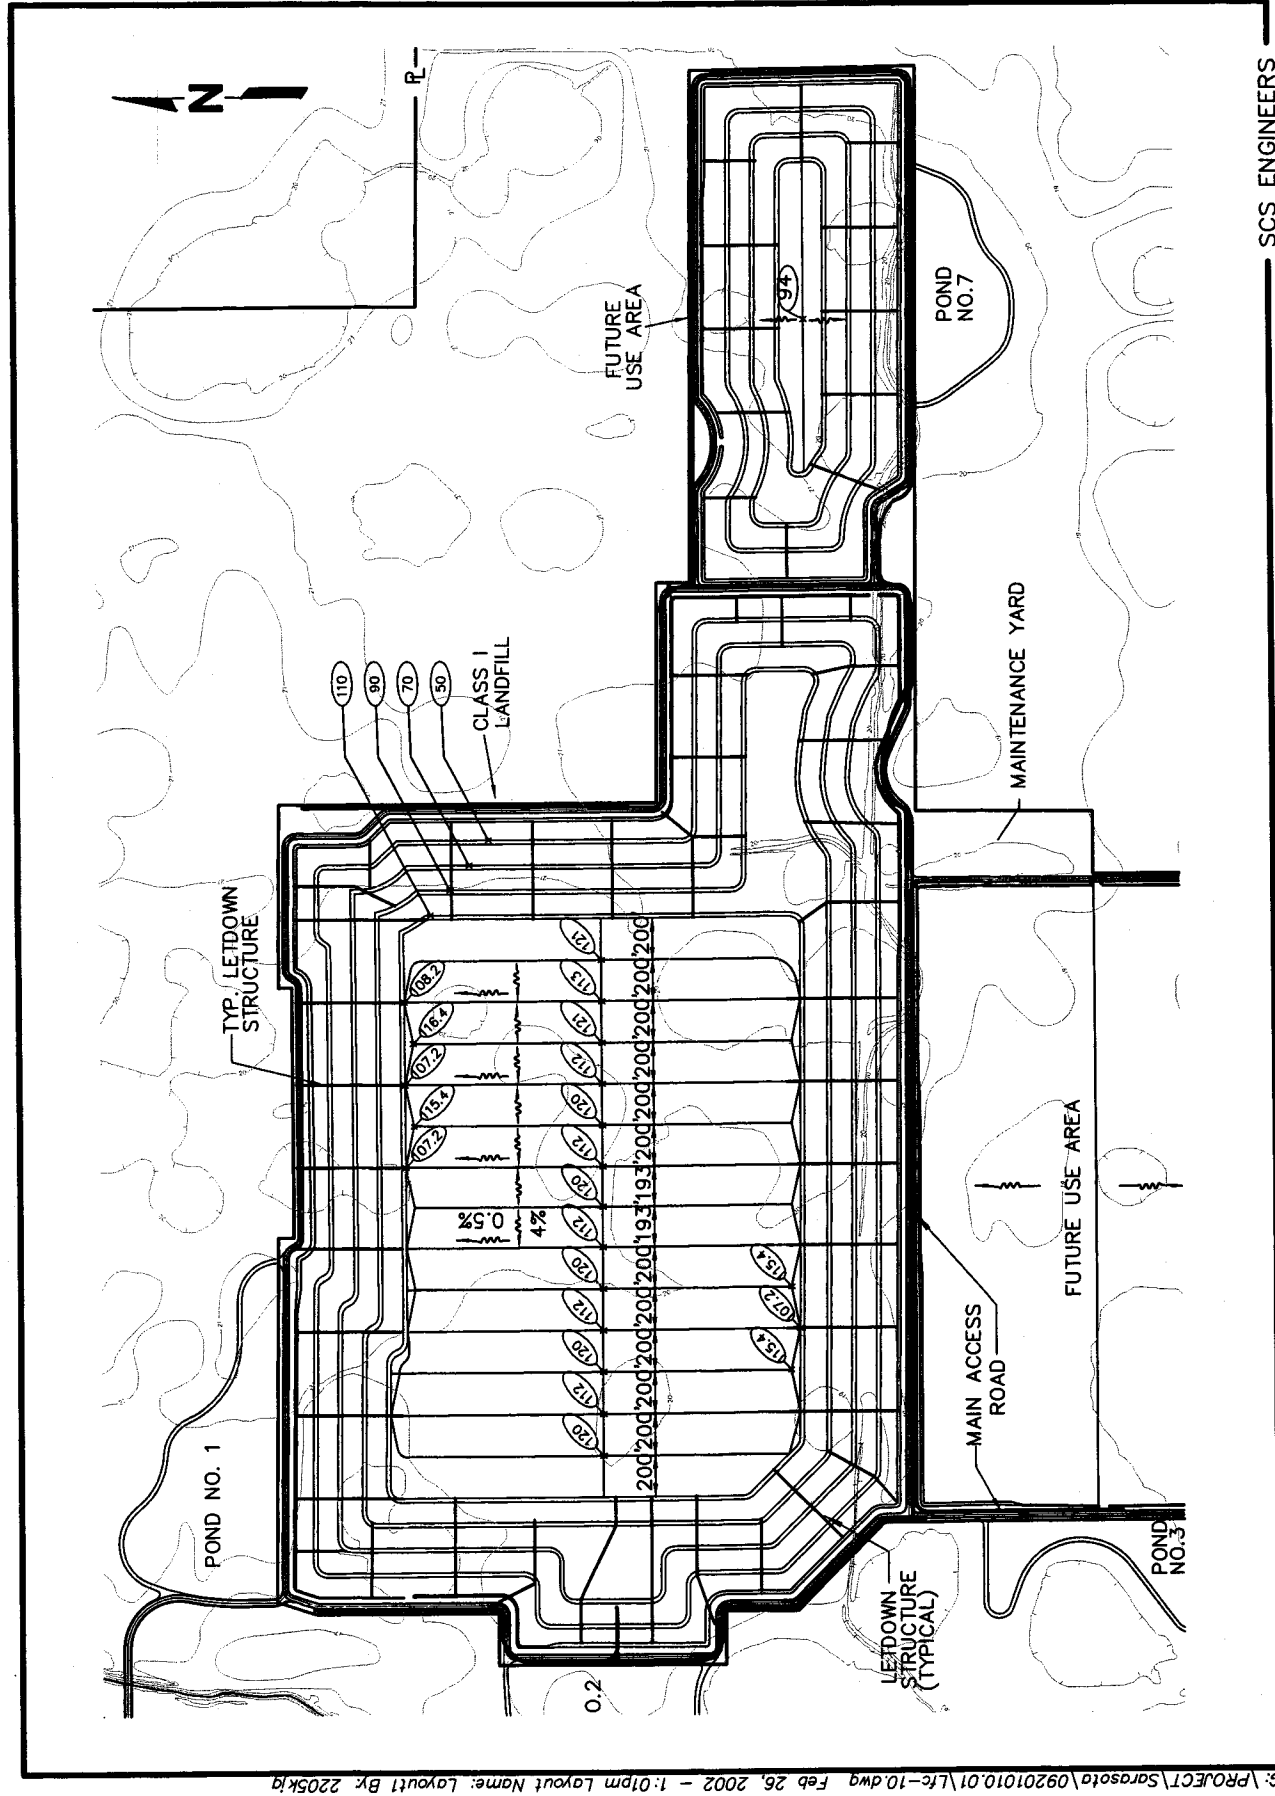 N
PL
TYP. LETDOWN
STRUCTURE
110
90
70
50
CLASS I
LANDFILL
FUTURE
USE AREA
94
POND
NO.7
POND NO. 1
108.2
116.4
107.2
115.4
107.2
0.5%
4%
120
112
120
112
120
112
120
112
120
112
121
113
121
200'
200'
200'
200'
200'
200'
193'
193'
200'
200'
200'
200'
200'
200'
115.4
107.2
115.4
MAINTENANCE YARD
MAIN ACCESS
ROAD
FUTURE USE AREA
LETDOWN
STRUCTURE
(TYPICAL)
POND
NO.3
0.2
SCS ENGINEERS
\PROJECT\Sarasota\09201010.01\Lfc-10.dwg Feb 26, 2002 - 1:01pm Layout Name: Layout1 By: 2205kjg